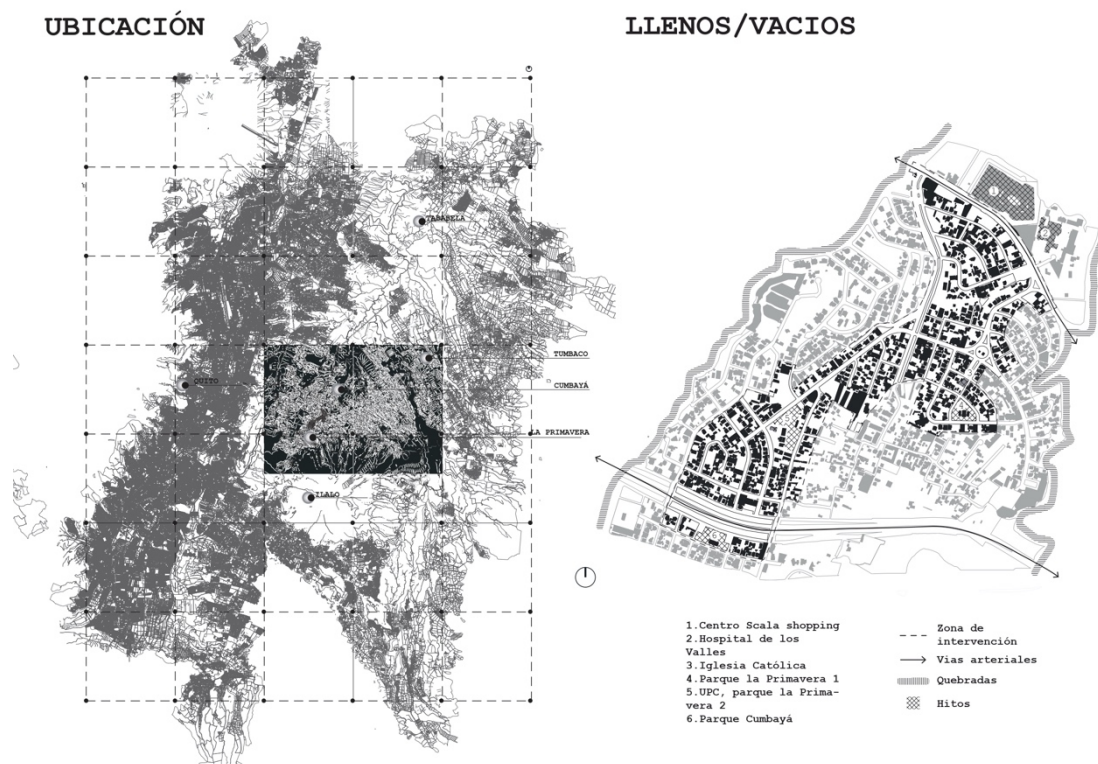 UBICACIÓN
LLENOS/VACIOS
TABABELA
TUMBACO
QUITO
CUMBAYÁ
LA PRIMAVERA
ILALO
1.Centro Scala shopping
2.Hospital de los
Valles
3.Iglesia Católica
4.Parque la Primavera 1
5.UPC, parque la Prima-
vera 2
6.Parque Cumbayá
Zona de
intervención
Vias arteriales
Quebradas
Hitos